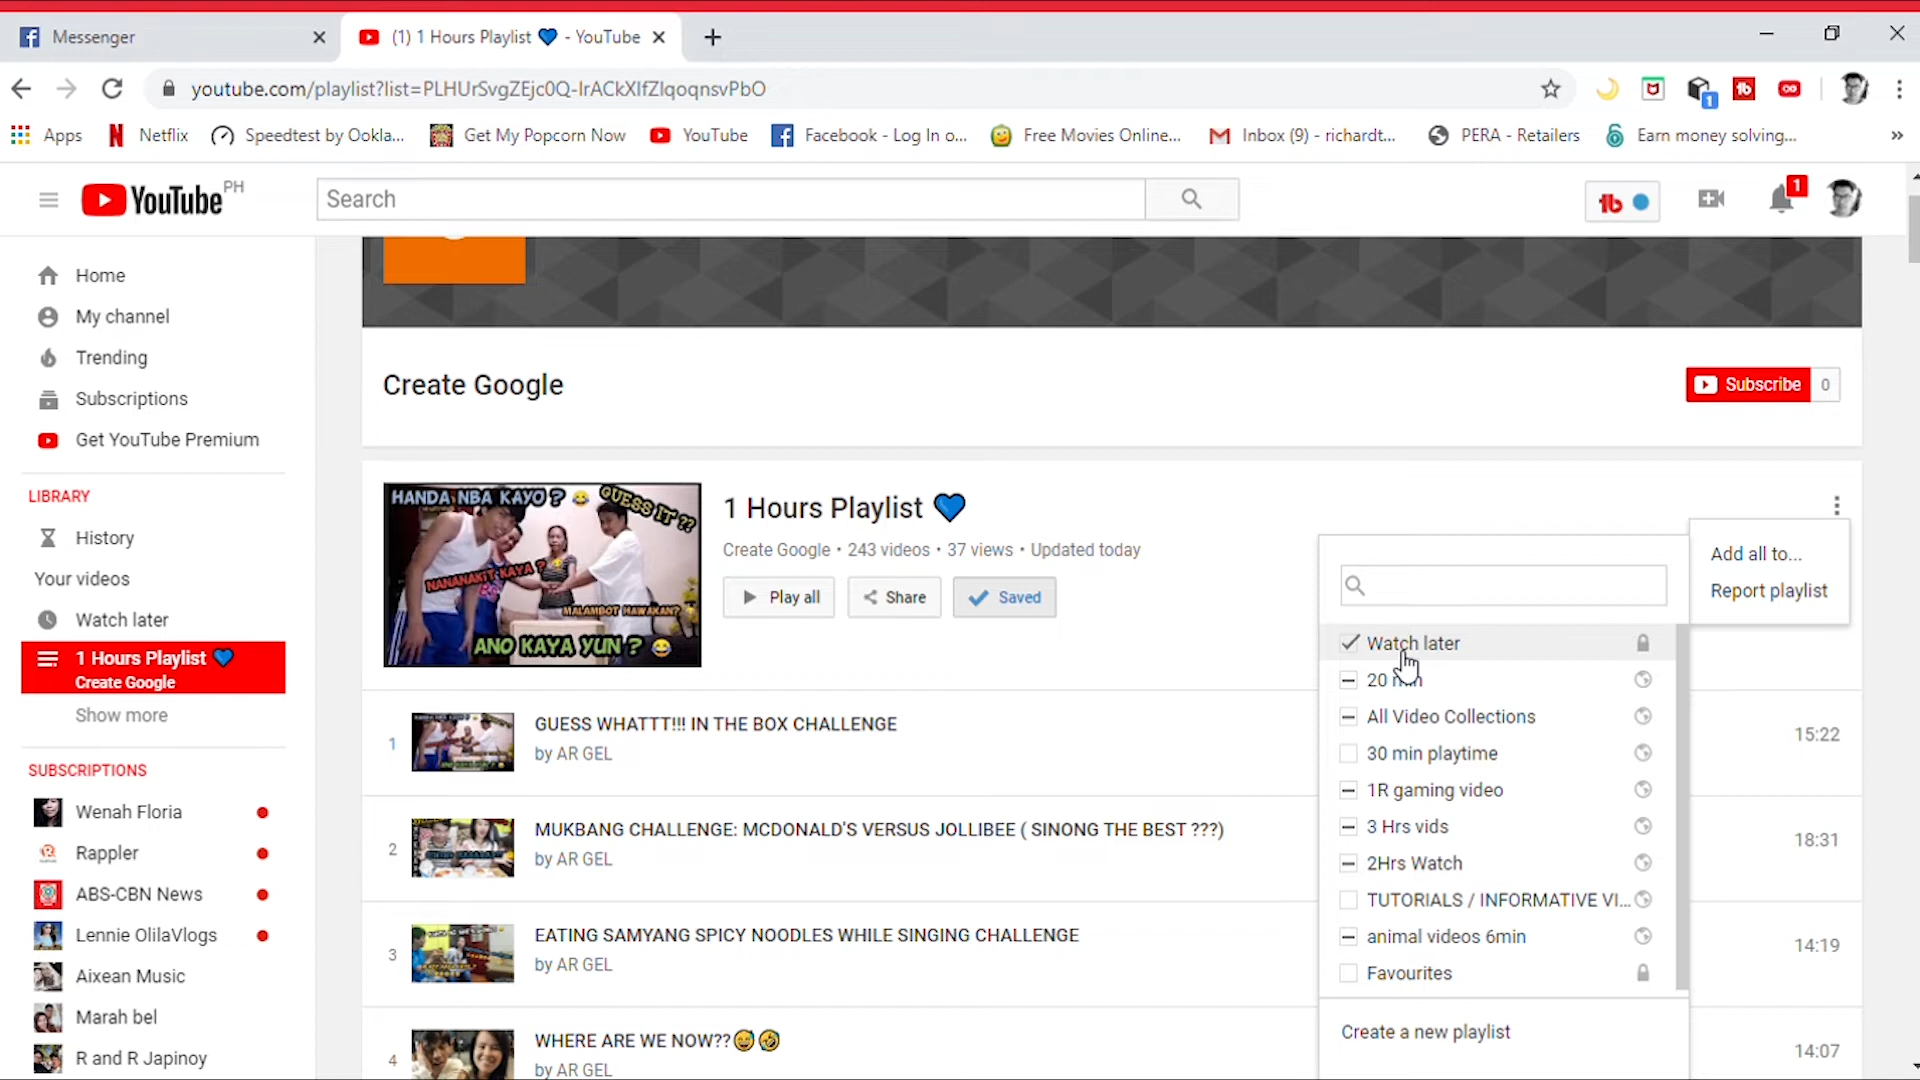 Messenger
(1) 1 Hours Playlist 💙 - YouTube
youtube.com/playlist?list=PLHUrSvgZEjc0Q-IrACkXIfZIqoqnsvPbO
Apps
Netflix
Speedtest by Ookla...
Get My Popcorn Now
YouTube
Facebook - Log In o...
Free Movies Online...
Inbox (9) - richardt...
PERA - Retailers
Earn money solving...
»
YouTube PH
Search
1
Home
My channel
Trending
Subscriptions
Get YouTube Premium
LIBRARY
History
Your videos
Watch later
1 Hours Playlist 💙
Create Google
Show more
SUBSCRIPTIONS
Wenah Floria
Rappler
ABS-CBN News
Lennie OlilaVlogs
Aixean Music
Marah bel
R and R Japinoy
Create Google
Subscribe 0
HANDA NBA KAYO? 😂 GUESS IT ??
NANANAKIT KAYA?
MALAMBOT HAWAKAN?
ANO KAYA YUN ? 😂
1 Hours Playlist 💙
Create Google • 243 videos • 37 views • Updated today
Play all
Share
Saved
Add all to...
Report playlist
Watch later
20 min
All Video Collections
30 min playtime
1R gaming video
3 Hrs vids
2Hrs Watch
TUTORIALS / INFORMATIVE VI...
animal videos 6min
Favourites
Create a new playlist
1
GUESS WHATTT!!! IN THE BOX CHALLENGE
by AR GEL
15:22
2
MUKBANG CHALLENGE: MCDONALD'S VERSUS JOLLIBEE ( SINONG THE BEST ???)
by AR GEL
18:31
3
EATING SAMYANG SPICY NOODLES WHILE SINGING CHALLENGE
by AR GEL
14:19
4
WHERE ARE WE NOW??😅🤣
by AR GEL
14:07